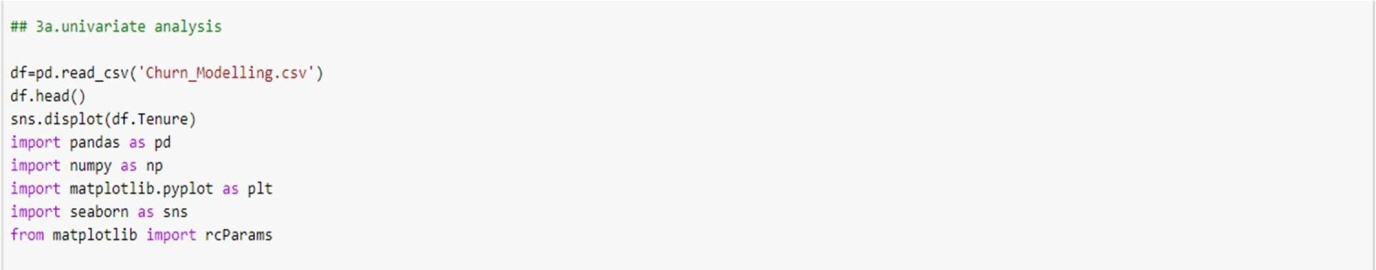 ## 3a.univariate analysis
df=pd.read_csv('Churn_Modelling.csv')
df.head()
sns.displot(df.Tenure)
import pandas as pd
import numpy as np
import matplotlib.pyplot as plt
import seaborn as sns
from matplotlib import rcParams